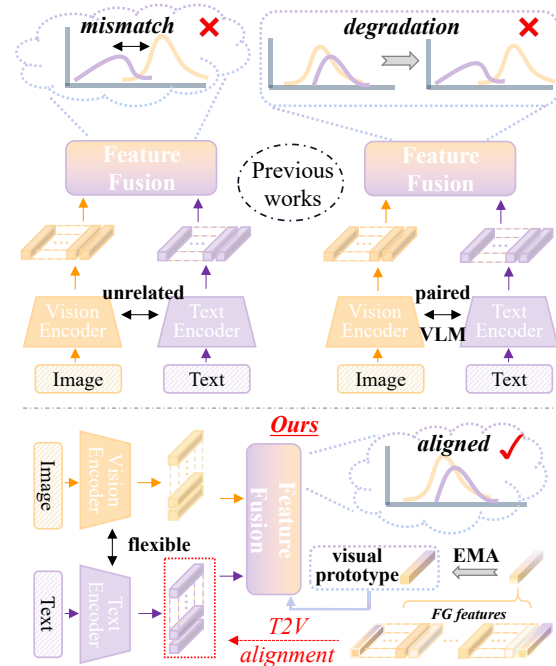 mismatch
degradation
Feature
Fusion
Previous
works
Feature
Fusion
unrelated
Vision
Encoder
Text
Encoder
paired
VLM
Vision
Encoder
Text
Encoder
Image
Text
Image
Text
Ours
aligned
Image
Vision
Encoder
Feature
Fusion
flexible
visual
prototype
EMA
Text
Text
Encoder
FG features
T2V
alignment